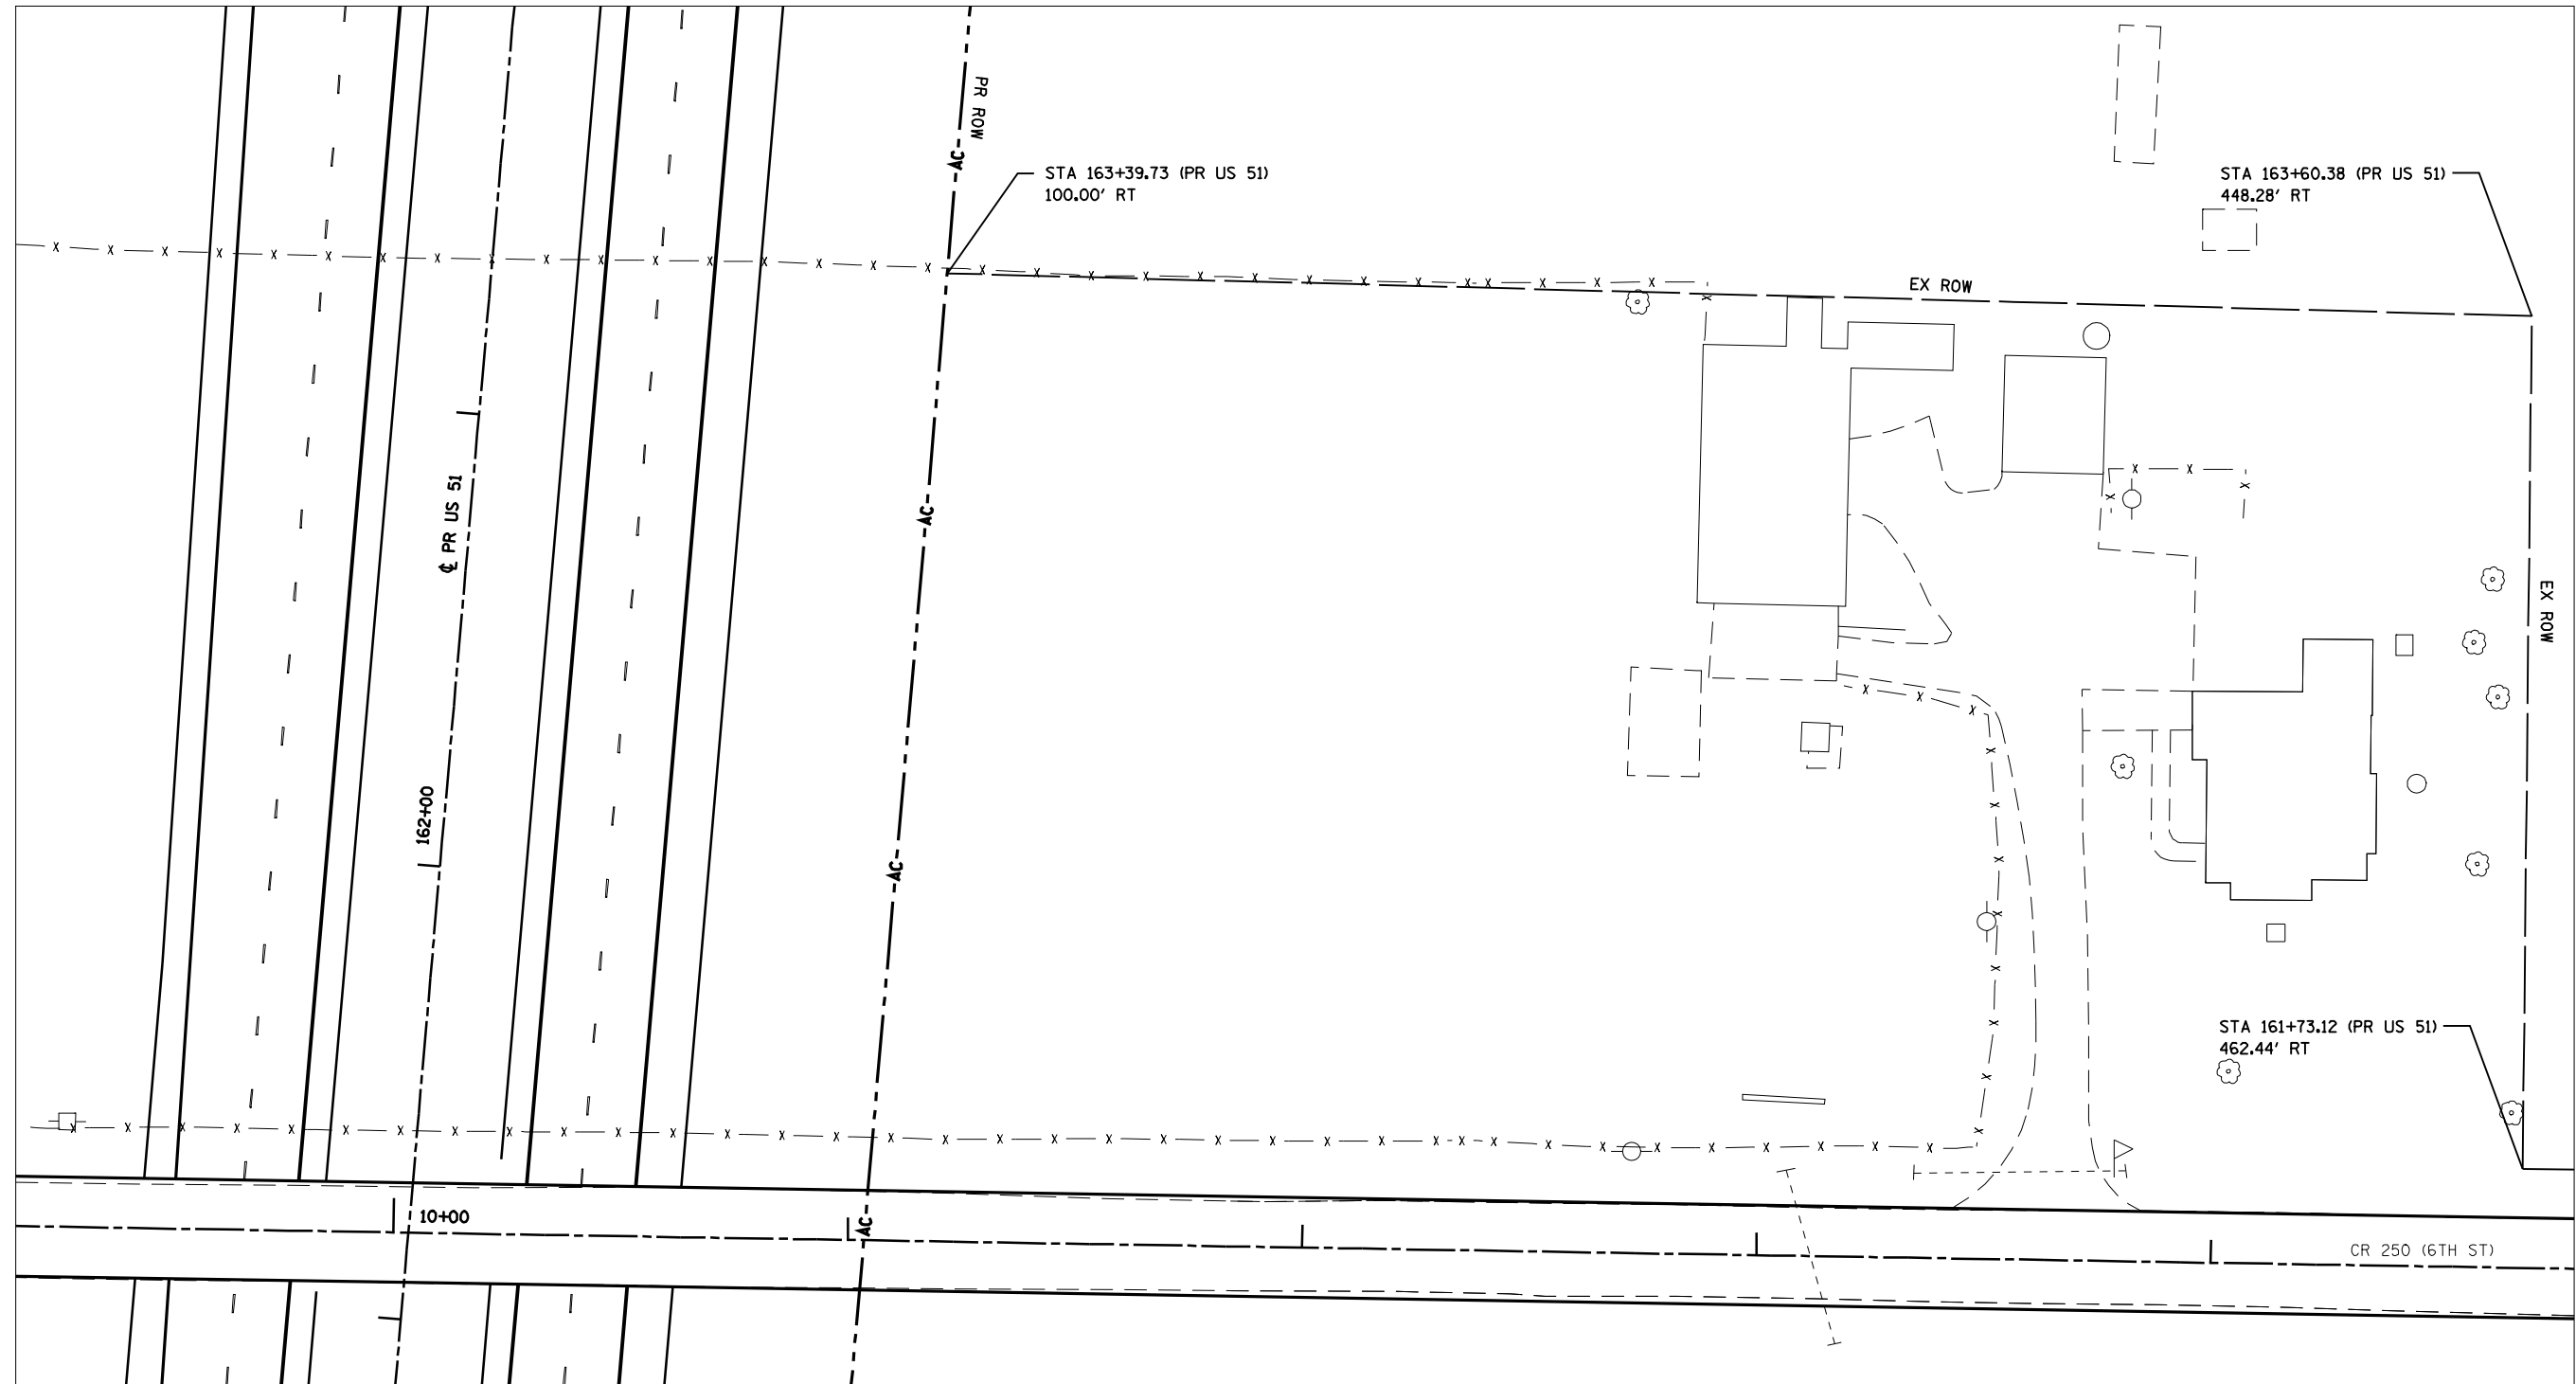 PR ROW
AC
STA 163+39.73 (PR US 51)
100.00' RT
STA 163+60.38 (PR US 51)
448.28' RT
EX ROW
℄ PR US 51
AC
EX ROW
162+00
AC
STA 161+73.12 (PR US 51)
462.44' RT
10+00
AC
CR 250 (6TH ST)